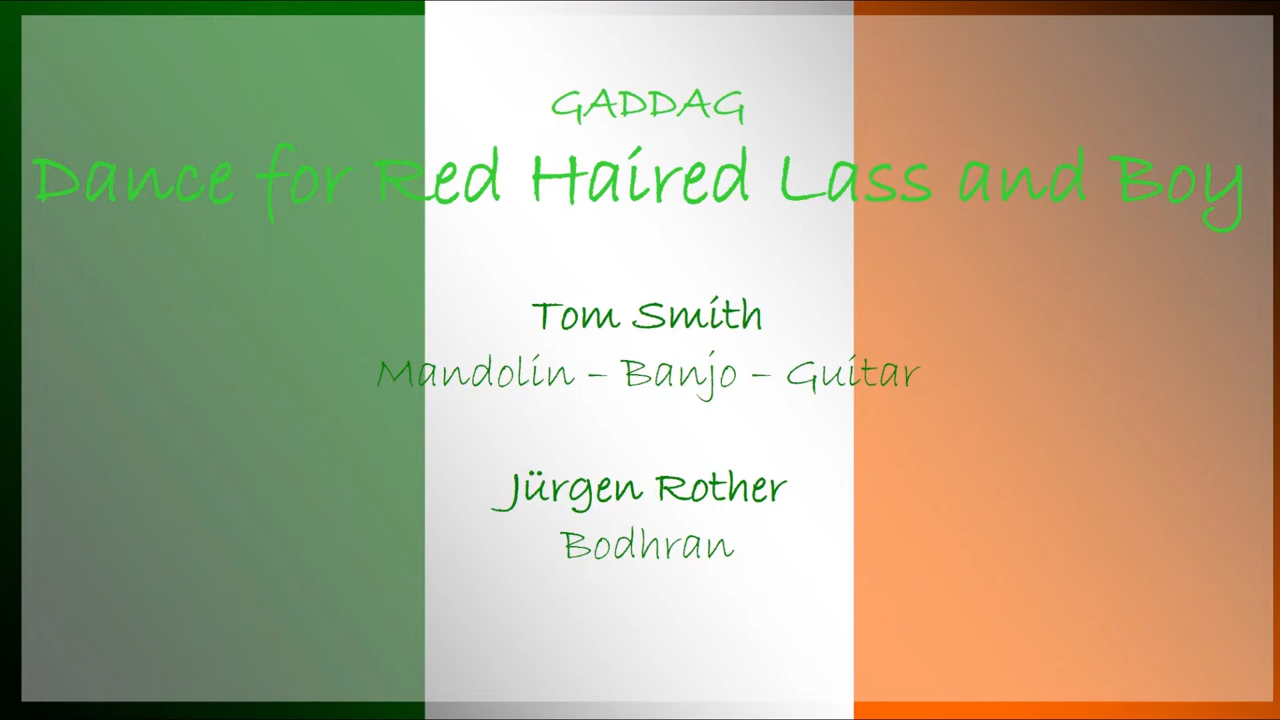 GADDAG
Dance for Red Haired Lass and Boy
Tom Smith
Mandolin – Banjo – Guitar
Jürgen Rother
Bodhran